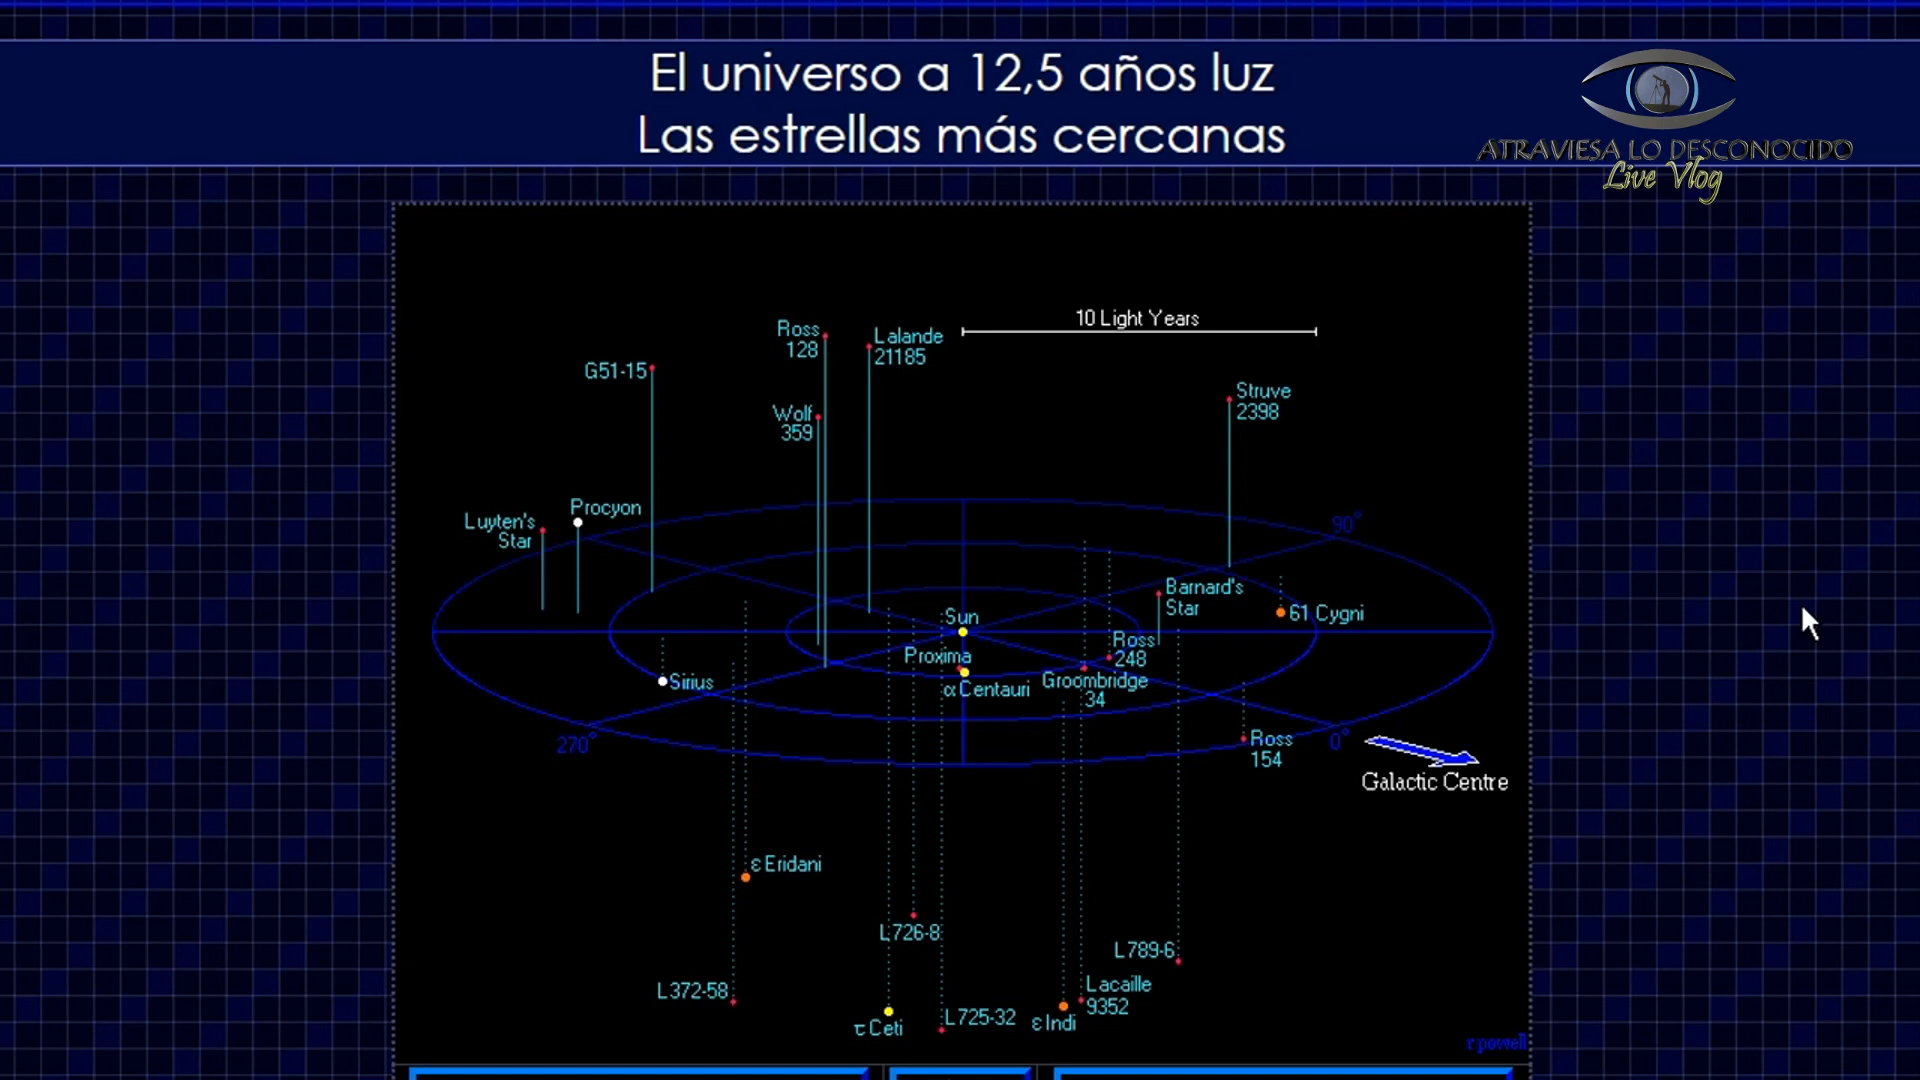 El universo a 12,5 años luz
Las estrellas más cercanas
ATRAVIESA LO DESCONOCIDO
Live Vlog
10 Light Years
Ross
128
Lalande
21185
G51-15
Struve
2398
Wolf
359
Procyon
Luyten's
Star
90°
Barnard's
Star
61 Cygni
Sun
Ross
248
Proxima
Sirius
α Centauri
Groombridge
34
270°
Ross
154
0°
Galactic Centre
ε Eridani
L726-8
L789-6
L372-58
Lacaille
9352
τ Ceti
L725-32
ε Indi
r powell